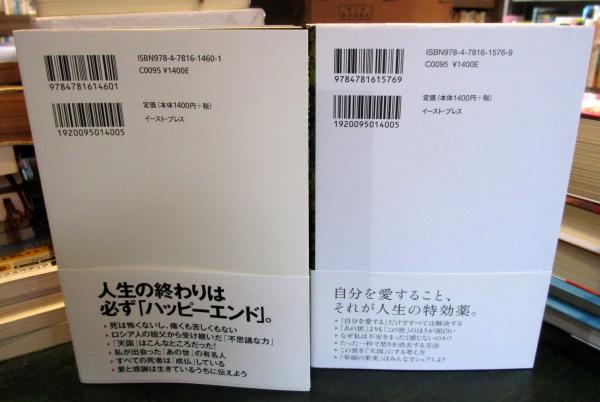 ISBN978-4-7816-1460-1
C0095 ¥1400E
9784781614601
定価(本体1400円+税)
イースト・プレス
1920095014005
人生の終わりは
必ず「ハッピーエンド」。
・死は怖くないし、痛くも苦しくもない
・ロシア人の祖父から受け継いだ「不思議な力」
・「天国」はこんなところだった!
・私が出会った「あの世」の有名人
・すべての死者は「成仏」している
・愛と感謝は生きているうちに伝えよう
ISBN978-4-7816-1576-9
C0095 ¥1400E
9784781615769
定価(本体1400円+税)
イースト・プレス
1920095014005
自分を愛すること、
それが人生の特効薬。
・「自分を愛する」だけですべては解決する
・「あの世」よりも「この世」のほうが面白い
・なぜ私は不安をまったく感じないのか?
・たった一秒で怒りを消去する方法
・この世を「天国」にする考え方
・「幸福の果実」はみんなでシェアしよう